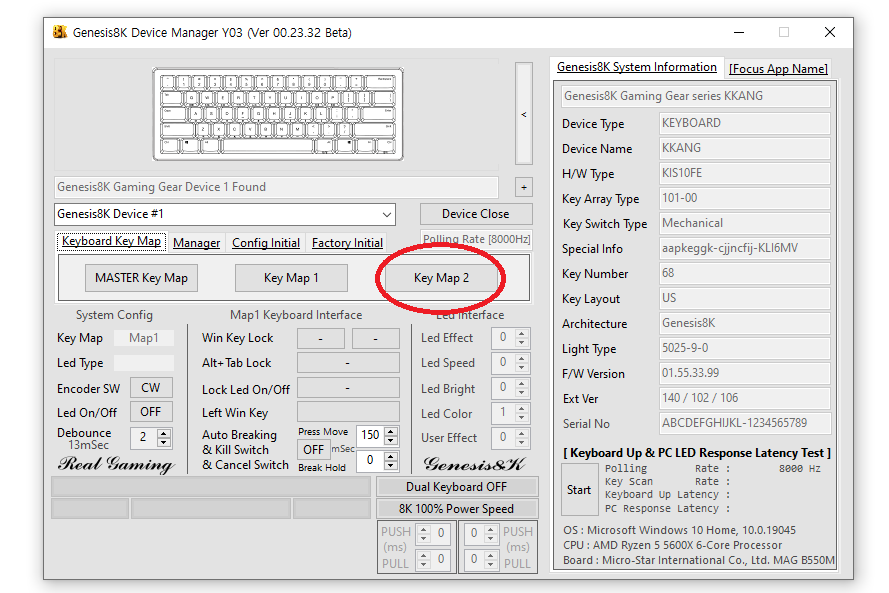 Genesis8K Device Manager Y03 (Ver 00.23.32 Beta)
<
Genesis8K Gaming Gear Device 1 Found
+
Genesis8K Device #1
Device Close
Keyboard Key Map
Manager
Config Initial
Factory Initial
Polling Rate [8000Hz]
MASTER Key Map
Key Map 1
Key Map 2
System Config
Key Map Map1
Led Type
Encoder SW CW
Led On/Off OFF
Debounce
13mSec
2
Real Gaming
Map1 Keyboard Interface
Win Key Lock - -
Alt+Tab Lock -
Lock Led On/Off -
Left Win Key
Auto Breaking
& Kill Switch
& Cancel Switch
Press Move 150
OFF mSec
Break Hold 0
Led Interface
Led Effect 0
Led Speed 0
Led Bright 0
Led Color 1
User Effect 0
Genesis8K
Dual Keyboard OFF
8K 100% Power Speed
PUSH 0 0 PUSH
(ms) (ms)
PULL 0 0 PULL
Genesis8K System Information
[Focus App Name]
Genesis8K Gaming Gear series KKANG
Device Type KEYBOARD
Device Name KKANG
H/W Type KIS10FE
Key Array Type 101-00
Key Switch Type Mechanical
Special Info aapkeggk-cjjncfij-KLI6MV
Key Number 68
Key Layout US
Architecture Genesis8K
Light Type 5025-9-0
F/W Version 01.55.33.99
Ext Ver 140 / 102 / 106
Serial No ABCDEFGHIJKL-1234565789
[ Keyboard Up & PC LED Response Latency Test ]
Start
Polling Rate : 8000 Hz
Key Scan Rate :
Keyboard Up Latency :
PC Response Latency :
OS : Microsoft Windows 10 Home, 10.0.19045
CPU : AMD Ryzen 5 5600X 6-Core Processor
Board : Micro-Star International Co., Ltd. MAG B550M